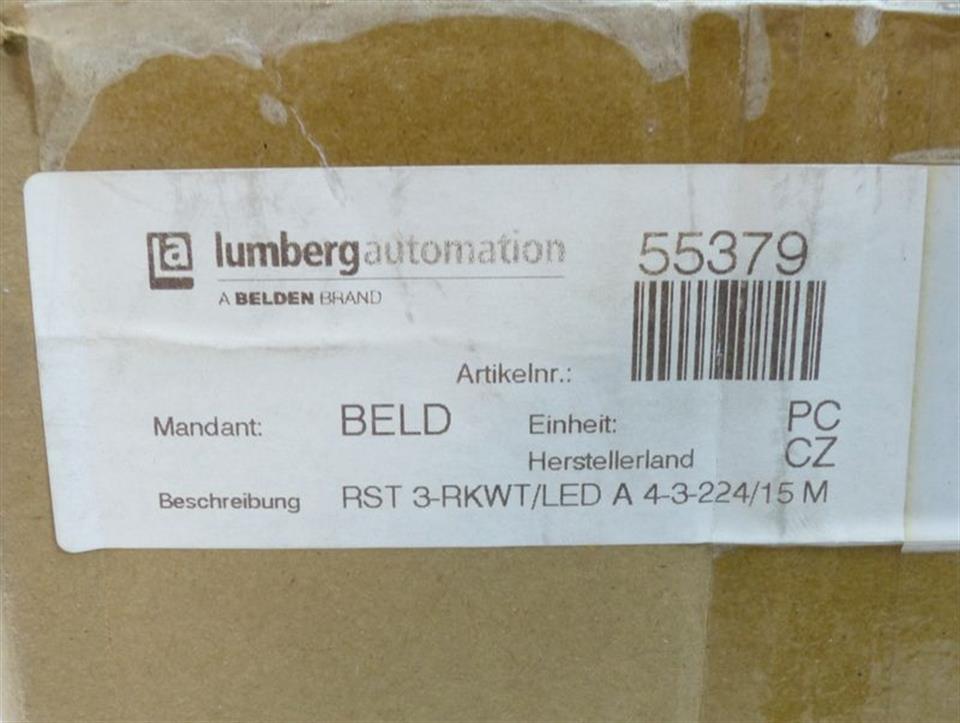 la lumbergautomation
A BELDEN BRAND
55379
Artikelnr.:
Mandant: BELD Einheit: PC
Herstellerland CZ
Beschreibung RST 3-RKWT/LED A 4-3-224/15 M